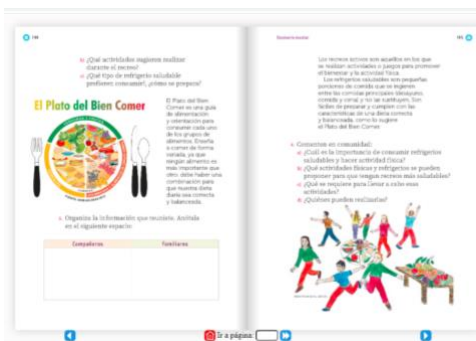 b) ¿Qué actividades sugieren realizar
durante el recreo?
c) ¿Qué tipo de refrigerio saludable
prefieren consumir?, ¿cómo se prepara?
El Plato del Bien Comer
El Plato del Bien
Comer es una guía
de alimentación
y orientación para
consumir cada uno
de los grupos de
alimentos. Enseña
a comer de forma
variada, ya que
ningún alimento es
más importante que
otro; debe haber una
combinación para
que nuestra dieta
diaria sea correcta
y balanceada.
Organiza la información que reuniste. Anótala
en el siguiente espacio.
Compañeros
Familiares
Los recreos activos son aquellos en los que
se realizan actividades o juegos para promover
el bienestar y la actividad física.
Los refrigerios saludables son pequeñas
porciones de comida que se ingieren
entre las comidas principales (desayuno,
comida y cena) y no las sustituyen. Son
fáciles de preparar y cumplen con las
características de una dieta correcta
y balanceada, como lo sugiere
el Plato del Bien Comer.
Comenten en comunidad:
a) ¿Cuál es la importancia de consumir refrigerios
saludables y hacer actividad física?
b) ¿Qué actividades físicas y refrigerios se pueden
proponer para que tengan recreos más saludables?
c) ¿Qué se requiere para llevar a cabo esas
actividades?
d) ¿Quiénes pueden realizarlas?
Ir a página: